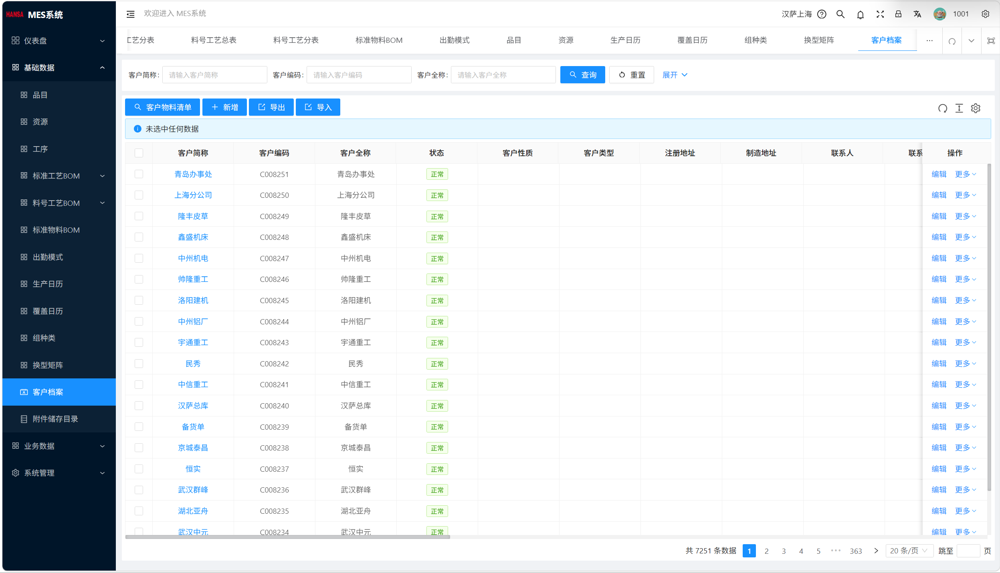 HANSA MES系统
欢迎进入 MES系统
汉萨上海
1001
仪表盘
基础数据
品目
资源
工序
标准工艺BOM
料号工艺BOM
标准物料BOM
出勤模式
生产日历
覆盖日历
组种类
换型矩阵
客户档案
附件储存目录
业务数据
系统管理
工艺分表 料号工艺总表 料号工艺分表 标准物料BOM 出勤模式 品目 资源 生产日历 覆盖日历 组种类 换型矩阵 客户档案 ···
客户简称: 请输入客户简称 客户编码: 请输入客户编码 客户全称: 请输入客户全称 查询 重置 展开
客户物料清单 新增 导出 导入
未选中任何数据
客户简称 客户编码 客户全称 状态 客户性质 客户类型 注册地址 制造地址 联系人 联系 操作
青岛办事处 C008251 青岛办事处 正常 编辑 更多
上海分公司 C008250 上海分公司 正常 编辑 更多
隆丰皮草 C008249 隆丰皮草 正常 编辑 更多
鑫盛机床 C008248 鑫盛机床 正常 编辑 更多
中州机电 C008247 中州机电 正常 编辑 更多
帅隆重工 C008246 帅隆重工 正常 编辑 更多
洛阳建机 C008245 洛阳建机 正常 编辑 更多
中州铝厂 C008244 中州铝厂 正常 编辑 更多
宇通重工 C008243 宇通重工 正常 编辑 更多
民秀 C008242 民秀 正常 编辑 更多
中信重工 C008241 中信重工 正常 编辑 更多
汉萨总库 C008240 汉萨总库 正常 编辑 更多
备货单 C008239 备货单 正常 编辑 更多
京城泰昌 C008238 京城泰昌 正常 编辑 更多
恒实 C008237 恒实 正常 编辑 更多
武汉群峰 C008236 武汉群峰 正常 编辑 更多
湖北亚舟 C008235 湖北亚舟 正常 编辑 更多
武汉中元 C008234 武汉中元 正常 编辑 更多
共 7251 条数据 1 2 3 4 5 ••• 363 20 条/页 跳至 页